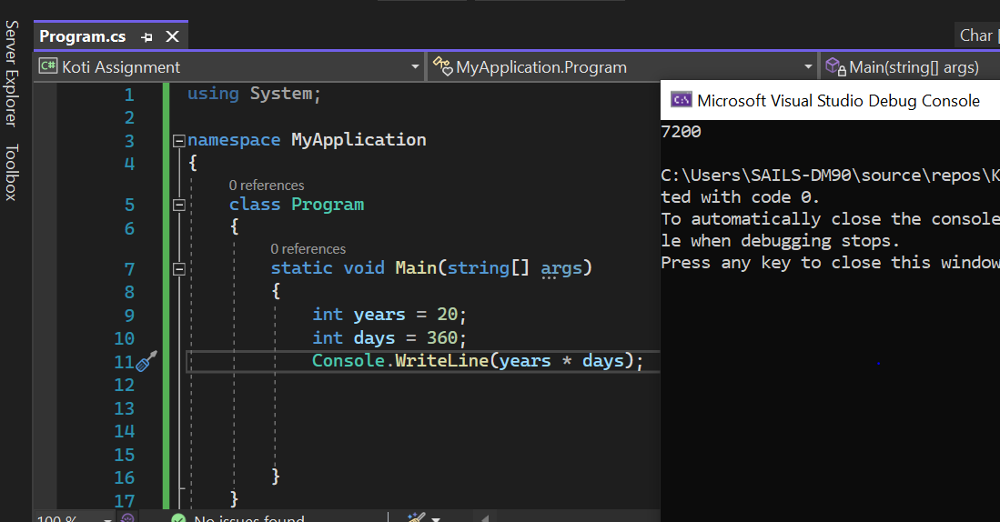 Server Explorer
Toolbox
Program.cs
Char
C# Koti Assignment
MyApplication.Program
Main(string[] args)
1 using System;
2
3 namespace MyApplication
4 {
0 references
5 class Program
6 {
0 references
7 static void Main(string[] args)
8 {
9 int years = 20;
10 int days = 360;
11 Console.WriteLine(years * days);
12
13
14
15
16 }
17 }
100 %
No issues found
C:\ Microsoft Visual Studio Debug Console
7200
C:\Users\SAILS-DM90\source\repos\K
ted with code 0.
To automatically close the console
le when debugging stops.
Press any key to close this window